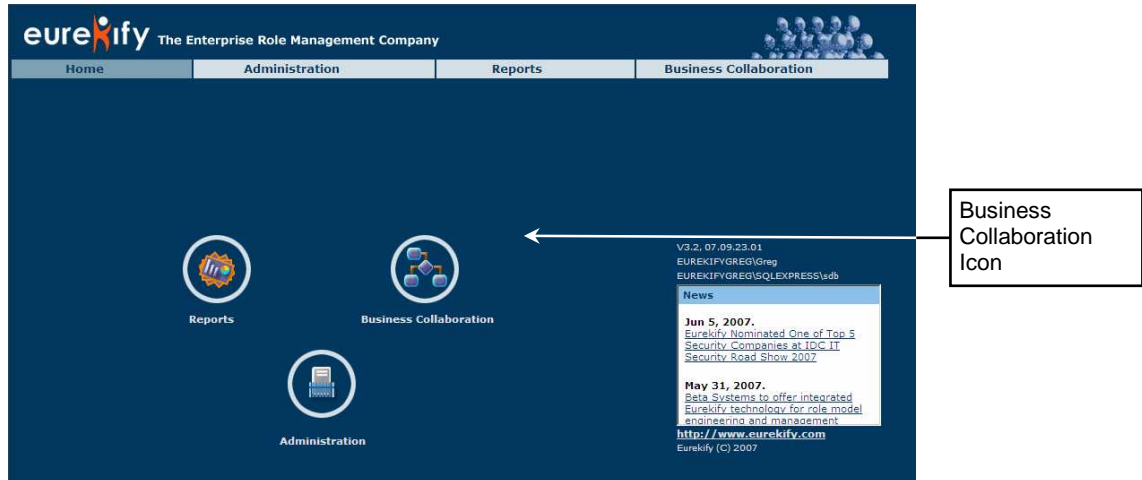 eurekify The Enterprise Role Management Company
Home Administration Reports Business Collaboration
Business
Collaboration
Icon
V3.2, 07.09.23.01
EUREKIFYGREG\Greg
EUREKIFYGREG\SQLEXPRESS\sdb
Reports
Business Collaboration
Administration
News
Jun 5, 2007.
Eurekify Nominated One of Top 5
Security Companies at IDC IT
Security Road Show 2007
May 31, 2007.
Beta Systems to offer integrated
Eurekify technology for role model
engineering and management
http://www.eurekify.com
Eurekify (C) 2007